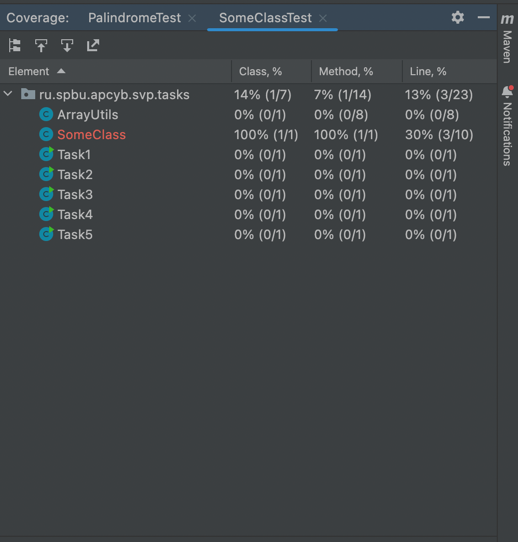 Coverage: PalindromeTest SomeClassTest
Element Class, % Method, % Line, %
ru.spbu.apcyb.svp.tasks 14% (1/7) 7% (1/14) 13% (3/23)
ArrayUtils 0% (0/1) 0% (0/8) 0% (0/8)
SomeClass 100% (1/1) 100% (1/1) 30% (3/10)
Task1 0% (0/1) 0% (0/1) 0% (0/1)
Task2 0% (0/1) 0% (0/1) 0% (0/1)
Task3 0% (0/1) 0% (0/1) 0% (0/1)
Task4 0% (0/1) 0% (0/1) 0% (0/1)
Task5 0% (0/1) 0% (0/1) 0% (0/1)
m Maven
Notifications